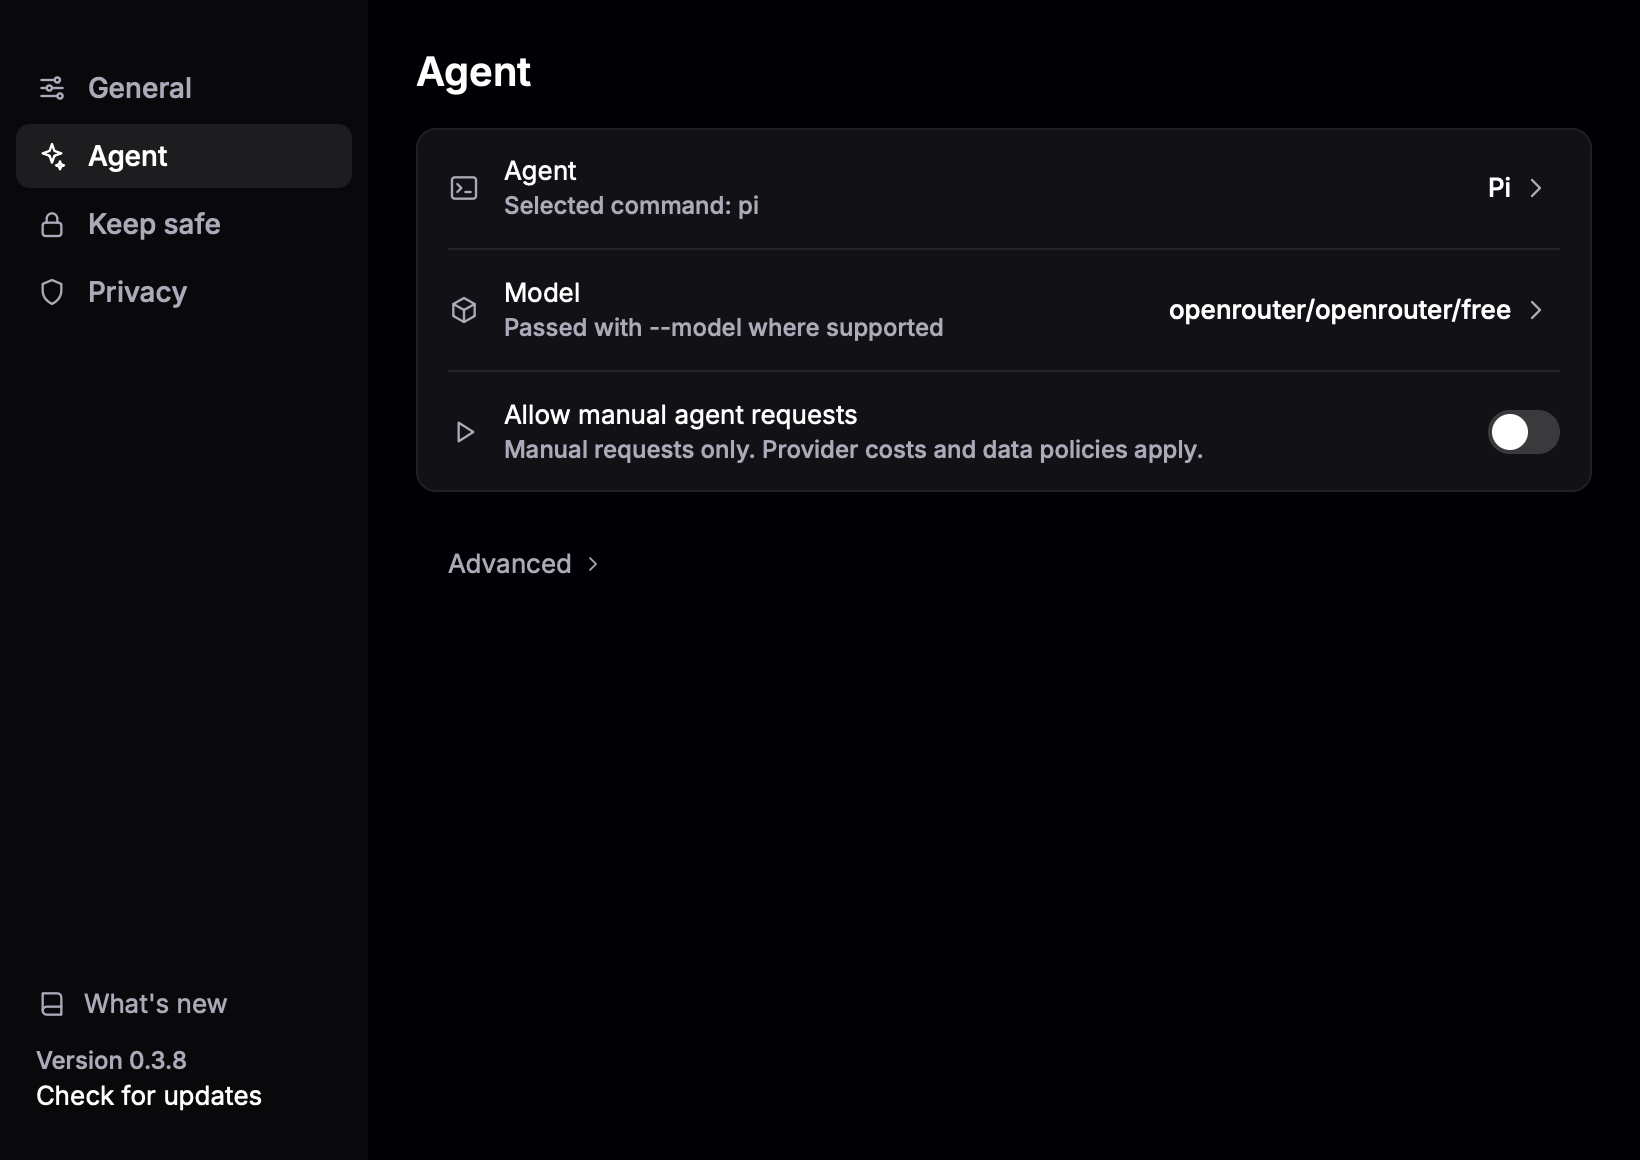 General
Agent
Keep safe
Privacy
What's new
Version 0.3.8
Check for updates
Agent
Agent
Selected command: pi
Pi
Model
Passed with --model where supported
openrouter/openrouter/free
Allow manual agent requests
Manual requests only. Provider costs and data policies apply.
Advanced